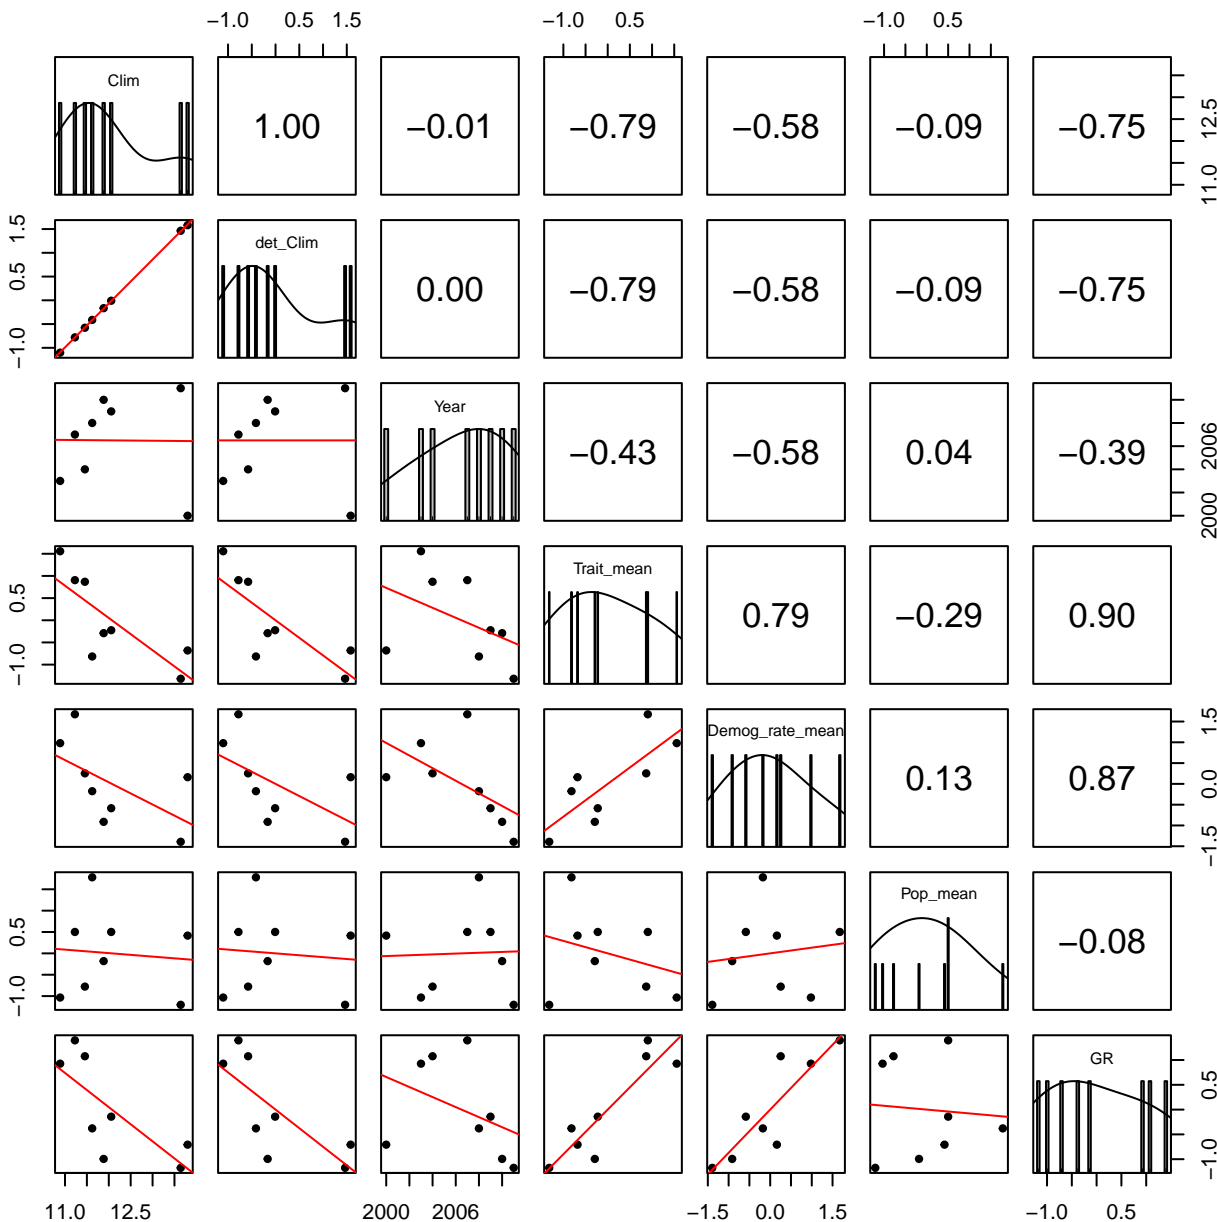 −1.0 0.5 1.5 −1.0 0.5 −1.0 0.5
Clim
1.00 −0.01 −0.79 −0.58 −0.09 −0.75
11.0 12.5
det_Clim
−1.0 0.5 1.5
0.00 −0.79 −0.58 −0.09 −0.75
Year
−0.43 −0.58 0.04 −0.39
2000 2006
Trait_mean
−1.0 0.5
0.79 −0.29 0.90
Demog_rate_mean
0.13 0.87
−1.5 0.0 1.5
Pop_mean
−1.0 0.5
−0.08
GR
−1.0 0.5
11.0 12.5 2000 2006 −1.5 0.0 1.5 −1.0 0.5